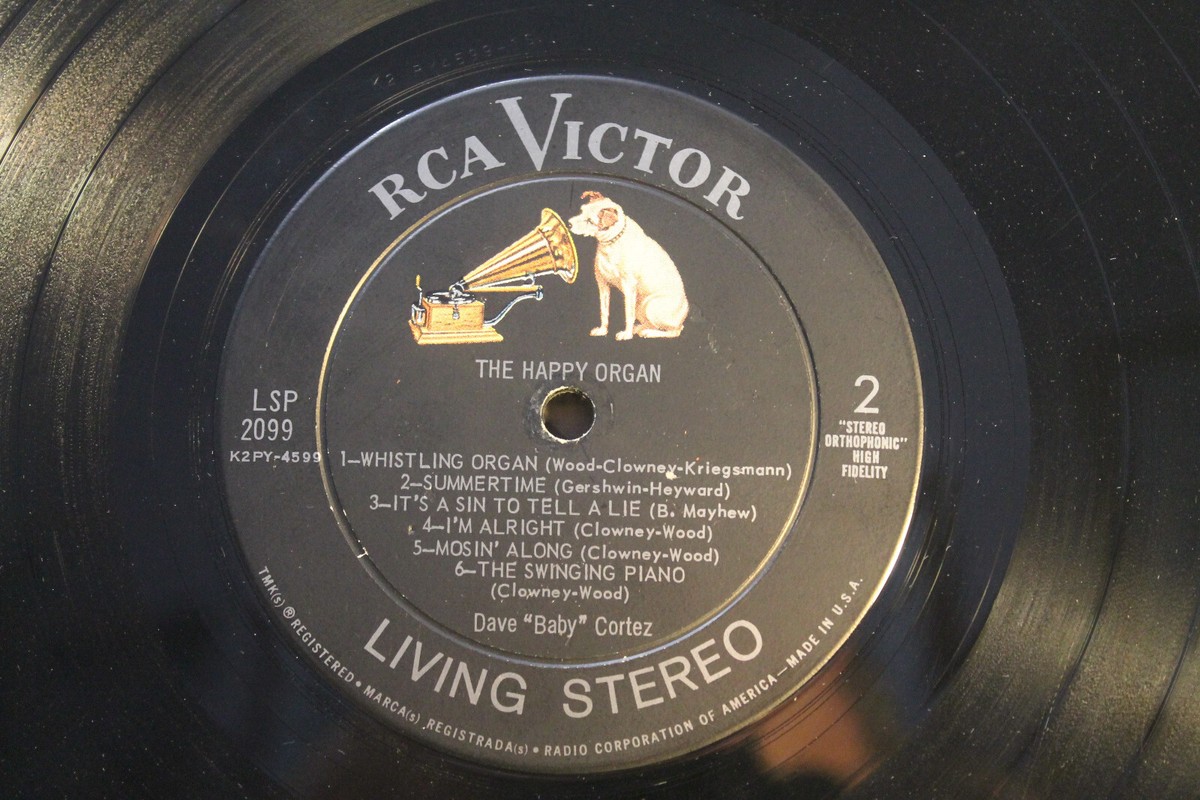 RCA VICTOR
THE HAPPY ORGAN
LSP
2099
K2PY-4599
2
"STEREO
ORTHOPHONIC"
HIGH
FIDELITY
1—WHISTLING ORGAN (Wood-Clowney-Kriegsmann)
2—SUMMERTIME (Gershwin-Heyward)
3—IT'S A SIN TO TELL A LIE (B. Mayhew)
4—I'M ALRIGHT (Clowney-Wood)
5—MOSIN' ALONG (Clowney-Wood)
6—THE SWINGING PIANO
(Clowney-Wood)
Dave "Baby" Cortez
LIVING STEREO
TMK(s) ® REGISTERED • MARCA(s) REGISTRADA(s) • RADIO CORPORATION OF AMERICA—MADE IN U.S.A.